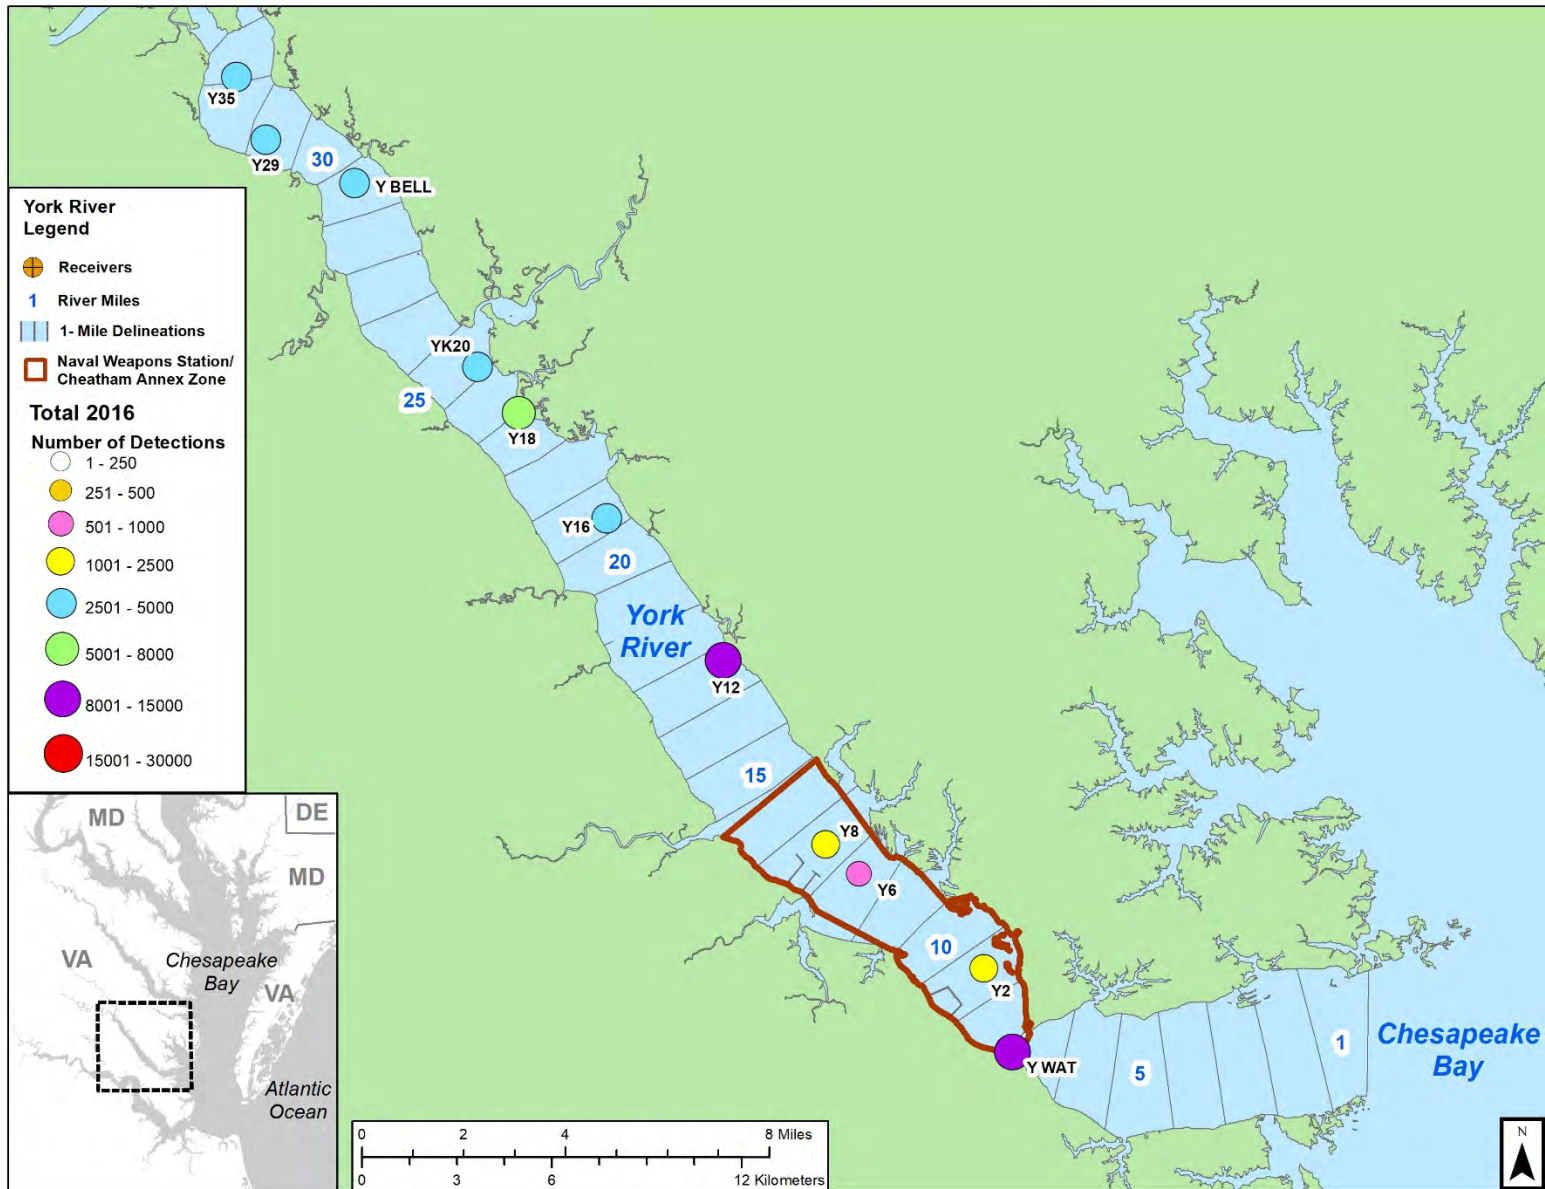 Y35
Y29
30
Y BELL
York River
Legend
Receivers
1 River Miles
1- Mile Delineations
Naval Weapons Station/
Cheatham Annex Zone
Total 2016
Number of Detections
1 - 250
251 - 500
501 - 1000
1001 - 2500
2501 - 5000
5001 - 8000
8001 - 15000
15001 - 30000
YK20
25
Y18
Y16
20
York
River
Y12
15
Y8
Y6
10
Y2
Y WAT
5
1
Chesapeake
Bay
MD
DE
MD
VA
Chesapeake
Bay
VA
Atlantic
Ocean
0 2 4 8 Miles
0 3 6 12 Kilometers
N